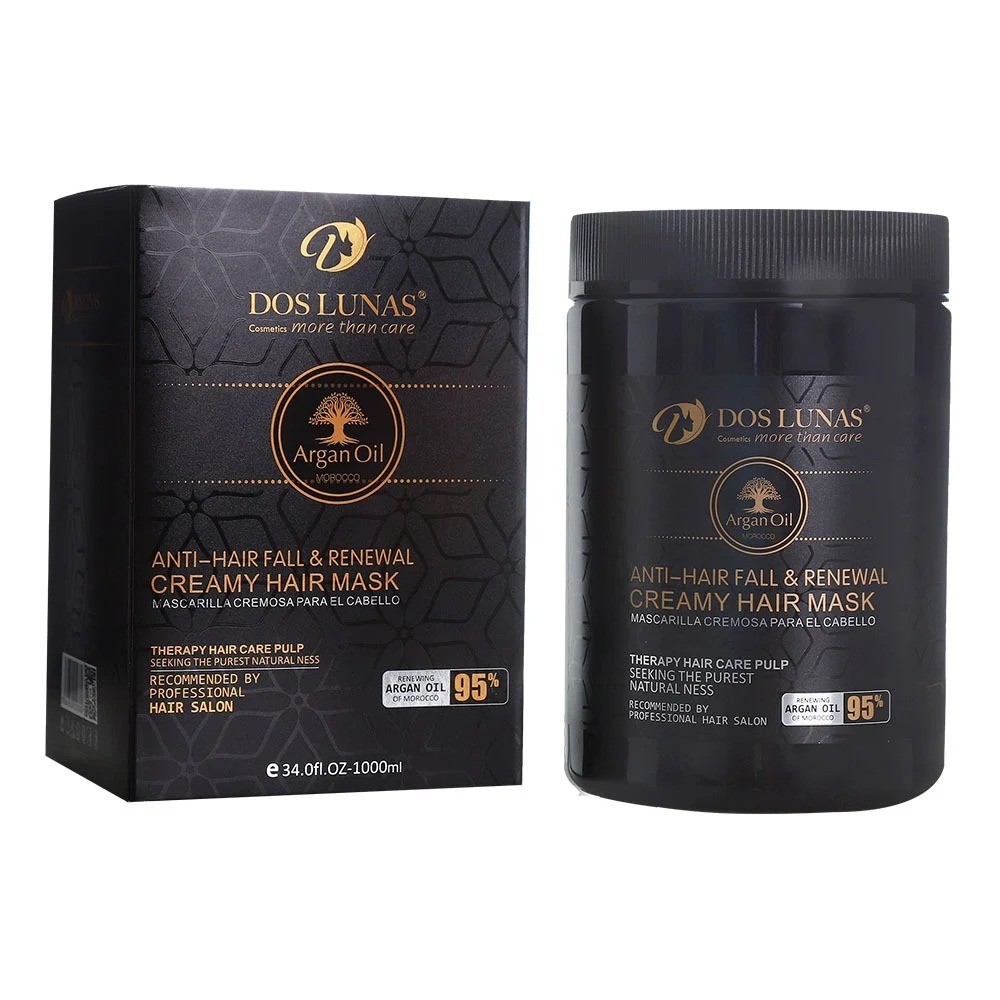 DOS LUNAS®
Cosmetics more than care
Argan Oil
MOROCCO
ANTI-HAIR FALL & RENEWAL
CREAMY HAIR MASK
MASCARILLA CREMOSA PARA EL CABELLO
THERAPY HAIR CARE PULP
SEEKING THE PUREST NATURAL NESS
RECOMMENDED BY
PROFESSIONAL
HAIR SALON
RENEWING
ARGAN OIL
OF MOROCCO
95%
e 34.0fl.OZ-1000ml
DOS LUNAS®
Cosmetics more than care
Argan Oil
MOROCCO
ANTI-HAIR FALL & RENEWAL
CREAMY HAIR MASK
MASCARILLA CREMOSA PARA EL CABELLO
THERAPY HAIR CARE PULP
SEEKING THE PUREST
NATURAL NESS
RECOMMENDED BY
PROFESSIONAL HAIR SALON
RENEWING
ARGAN OIL
OF MOROCCO
95%